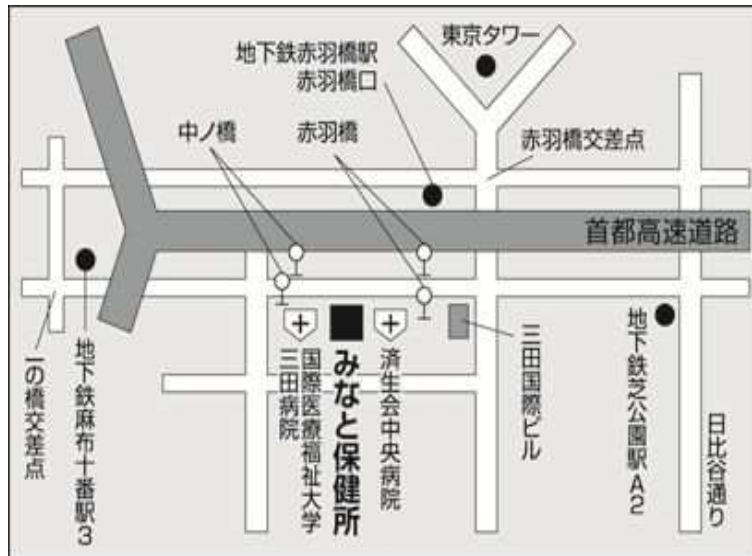 東京タワー
地下鉄赤羽橋駅
赤羽橋口
中ノ橋
赤羽橋
赤羽橋交差点
首都高速道路
一の橋交差点
地下鉄麻布十番駅3
国際医療福祉大学
三田病院
みなと保健所
済生会中央病院
三田国際ビル
地下鉄芝公園駅A2
日比谷通り